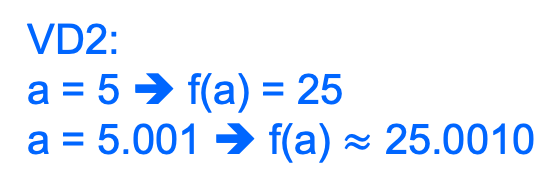 VD2:
a = 5 ➔ f(a) = 25
a = 5.001 ➔ f(a) ≈ 25.0010